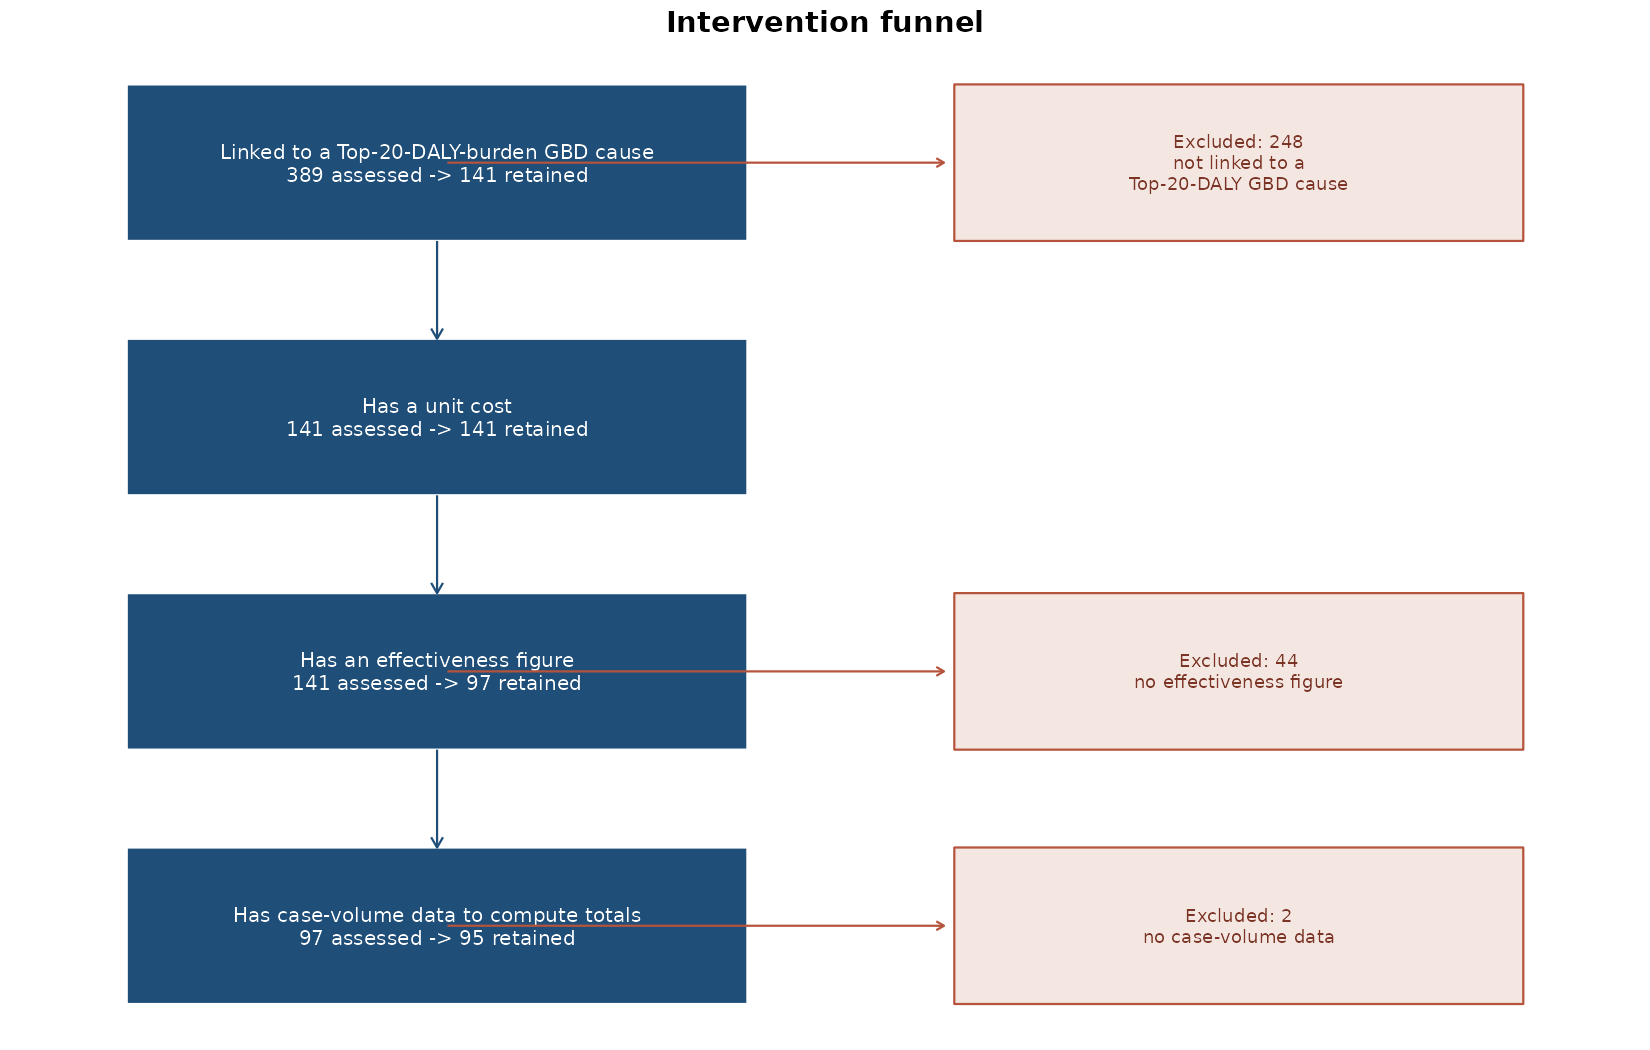 Intervention funnel
Linked to a Top-20-DALY-burden GBD cause
389 assessed -> 141 retained
Excluded: 248
not linked to a
Top-20-DALY GBD cause
Has a unit cost
141 assessed -> 141 retained
Has an effectiveness figure
141 assessed -> 97 retained
Excluded: 44
no effectiveness figure
Has case-volume data to compute totals
97 assessed -> 95 retained
Excluded: 2
no case-volume data